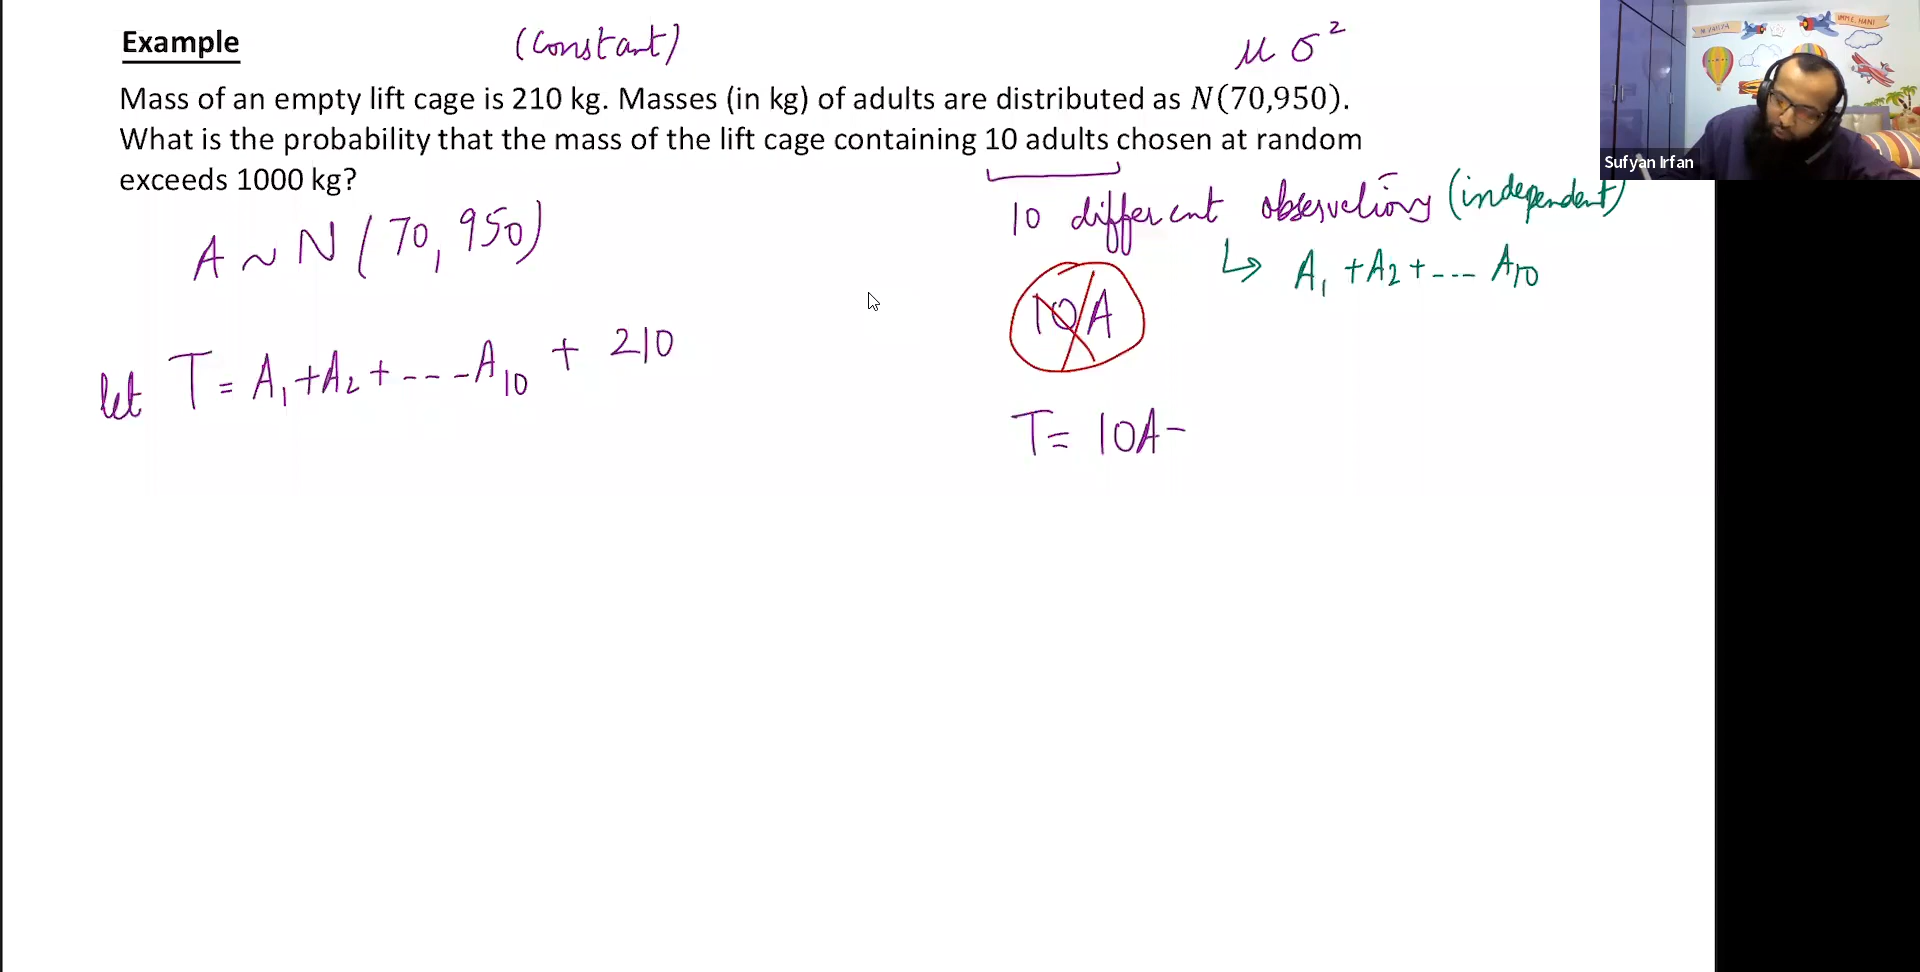 Example
(Constant)
μ σ²
Mass of an empty lift cage is 210 kg. Masses (in kg) of adults are distributed as N(70,950).
What is the probability that the mass of the lift cage containing 10 adults chosen at random
exceeds 1000 kg?
Sufyan Irfan
10 different observations (independent)
A ~ N (70, 950)
↳ A₁ + A₂ + --- A₁₀
10A
let T = A₁ + A₂ + ---- A₁₀ + 210
T = 10A -